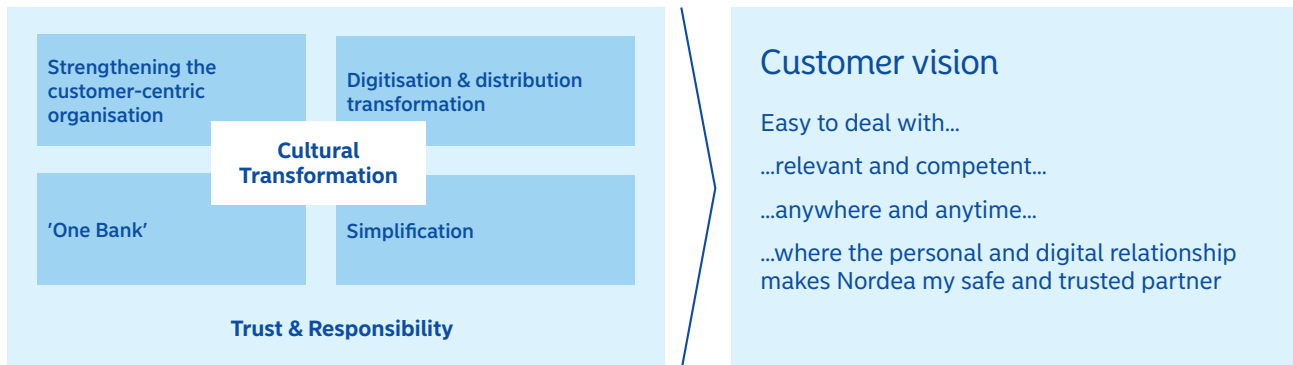 Strengthening the
customer-centric
organisation
Digitisation & distribution
transformation
Cultural
Transformation
’One Bank’
Simplification
Trust & Responsibility
Customer vision
Easy to deal with...
...relevant and competent...
...anywhere and anytime...
...where the personal and digital relationship
makes Nordea my safe and trusted partner